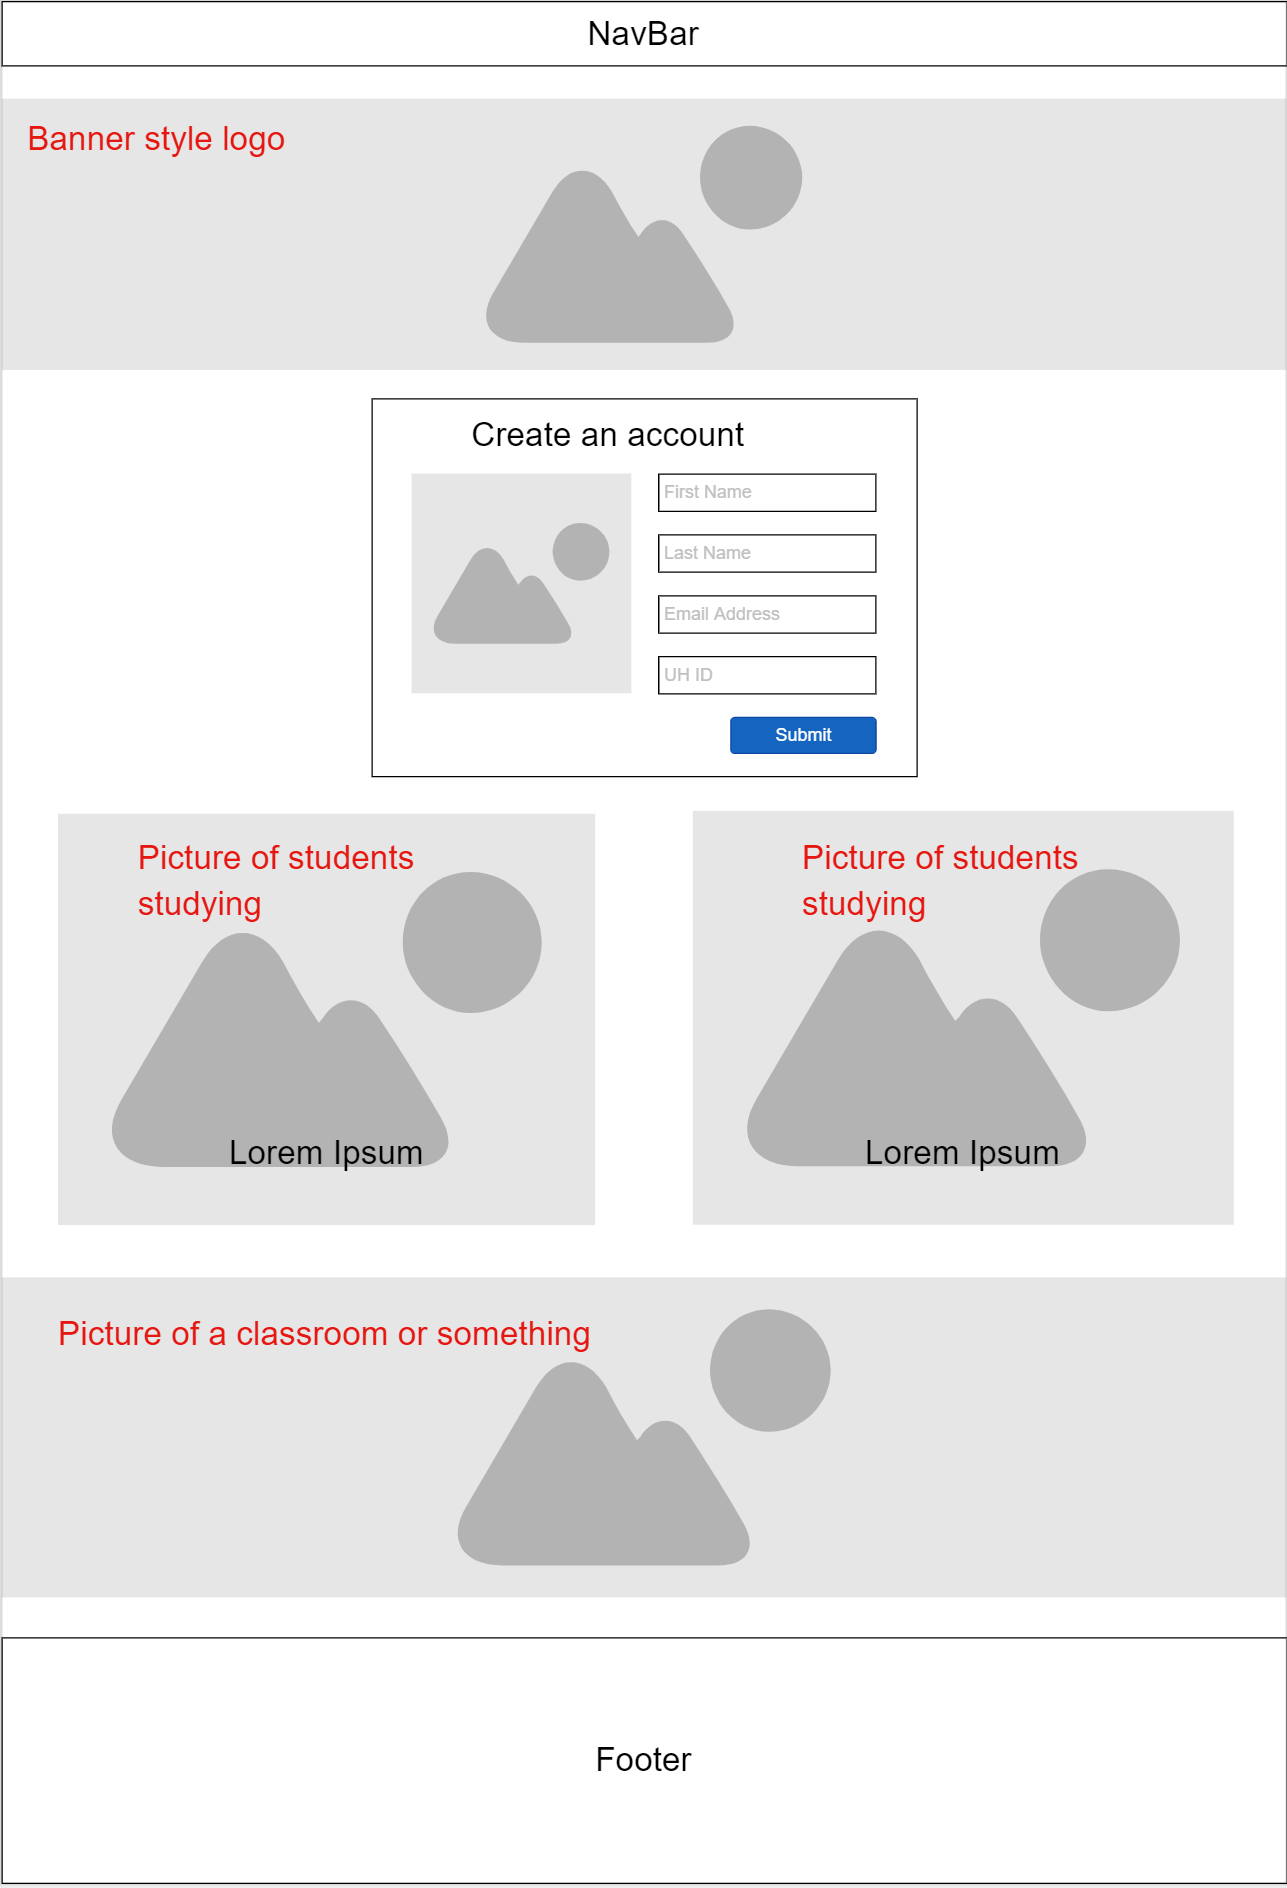 NavBar
Banner style logo
Create an account
First Name
Last Name
Email Address
UH ID
Submit
Picture of students
studying
Lorem Ipsum
Picture of students
studying
Lorem Ipsum
Picture of a classroom or something
Footer